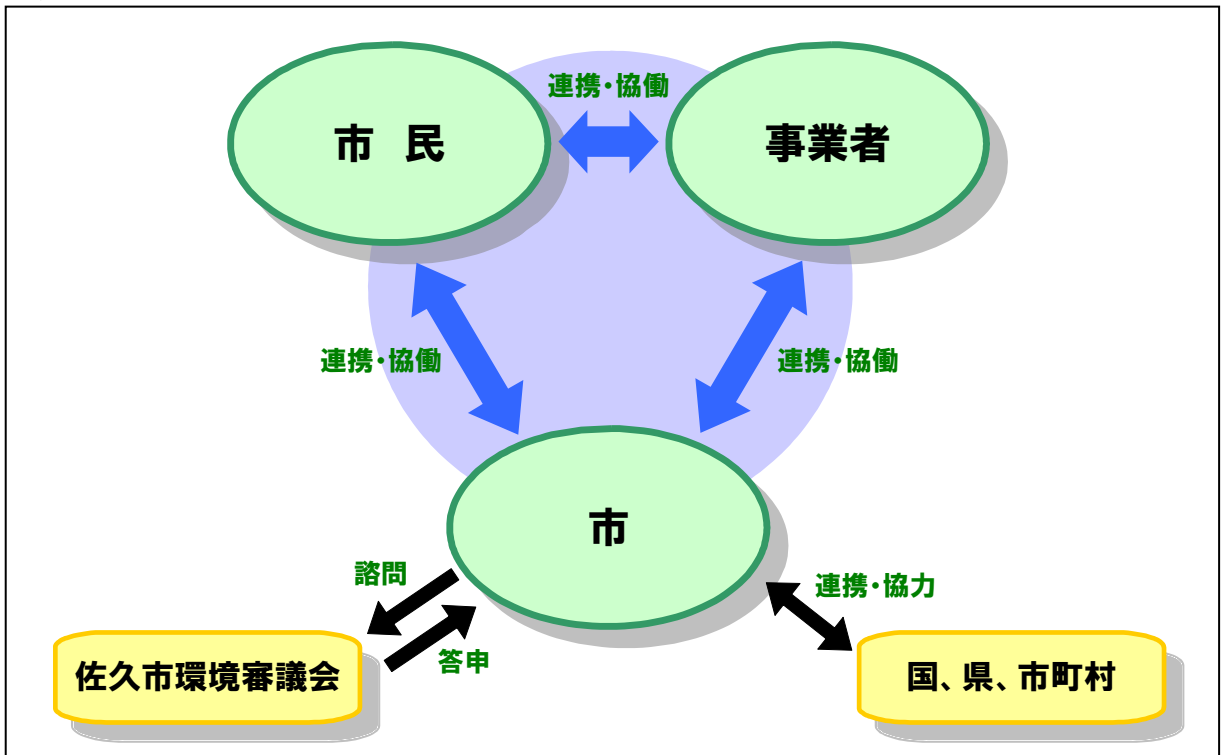 連携・協働
市 民
事業者
連携・協働
連携・協働
市
諮問
連携・協力
答申
佐久市環境審議会
国、県、市町村